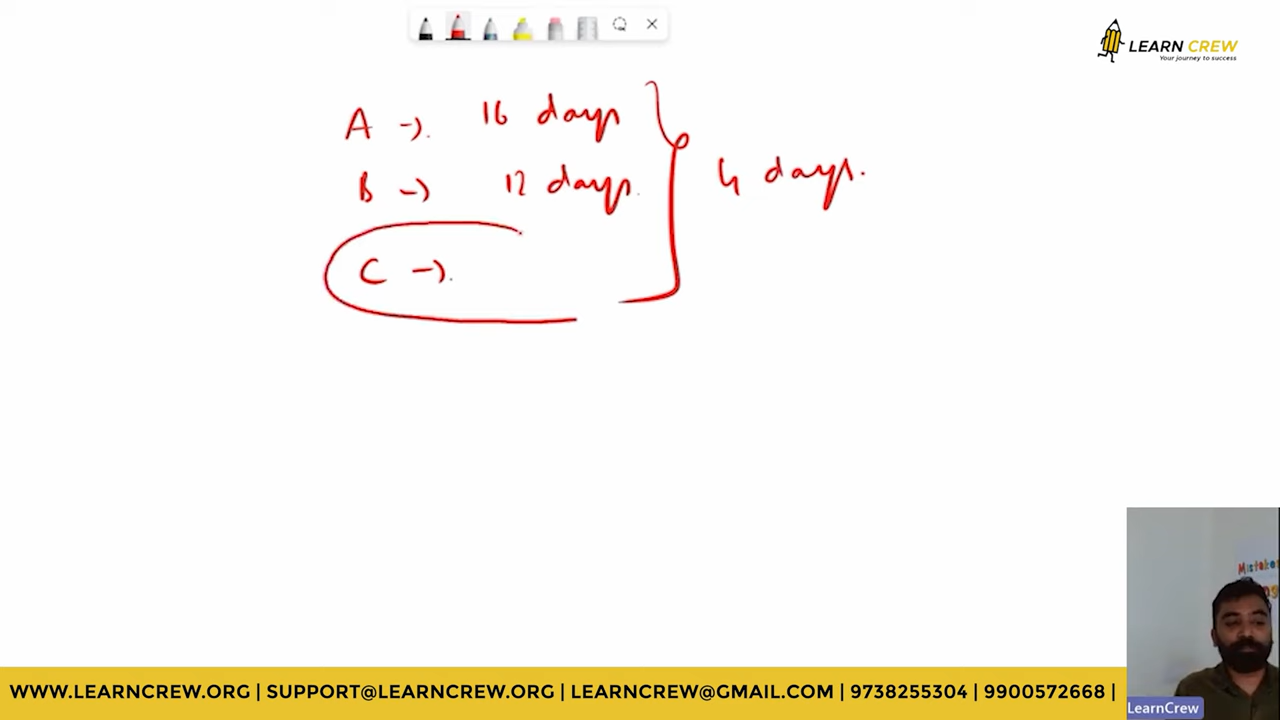 LEARN CREW
Your journey to success
A → 16 days
B → 12 days.
4 days.
C →
Mistakes
WWW.LEARNCREW.ORG | SUPPORT@LEARNCREW.ORG | LEARNCREW@GMAIL.COM | 9738255304 | 9900572668 |
LearnCrew